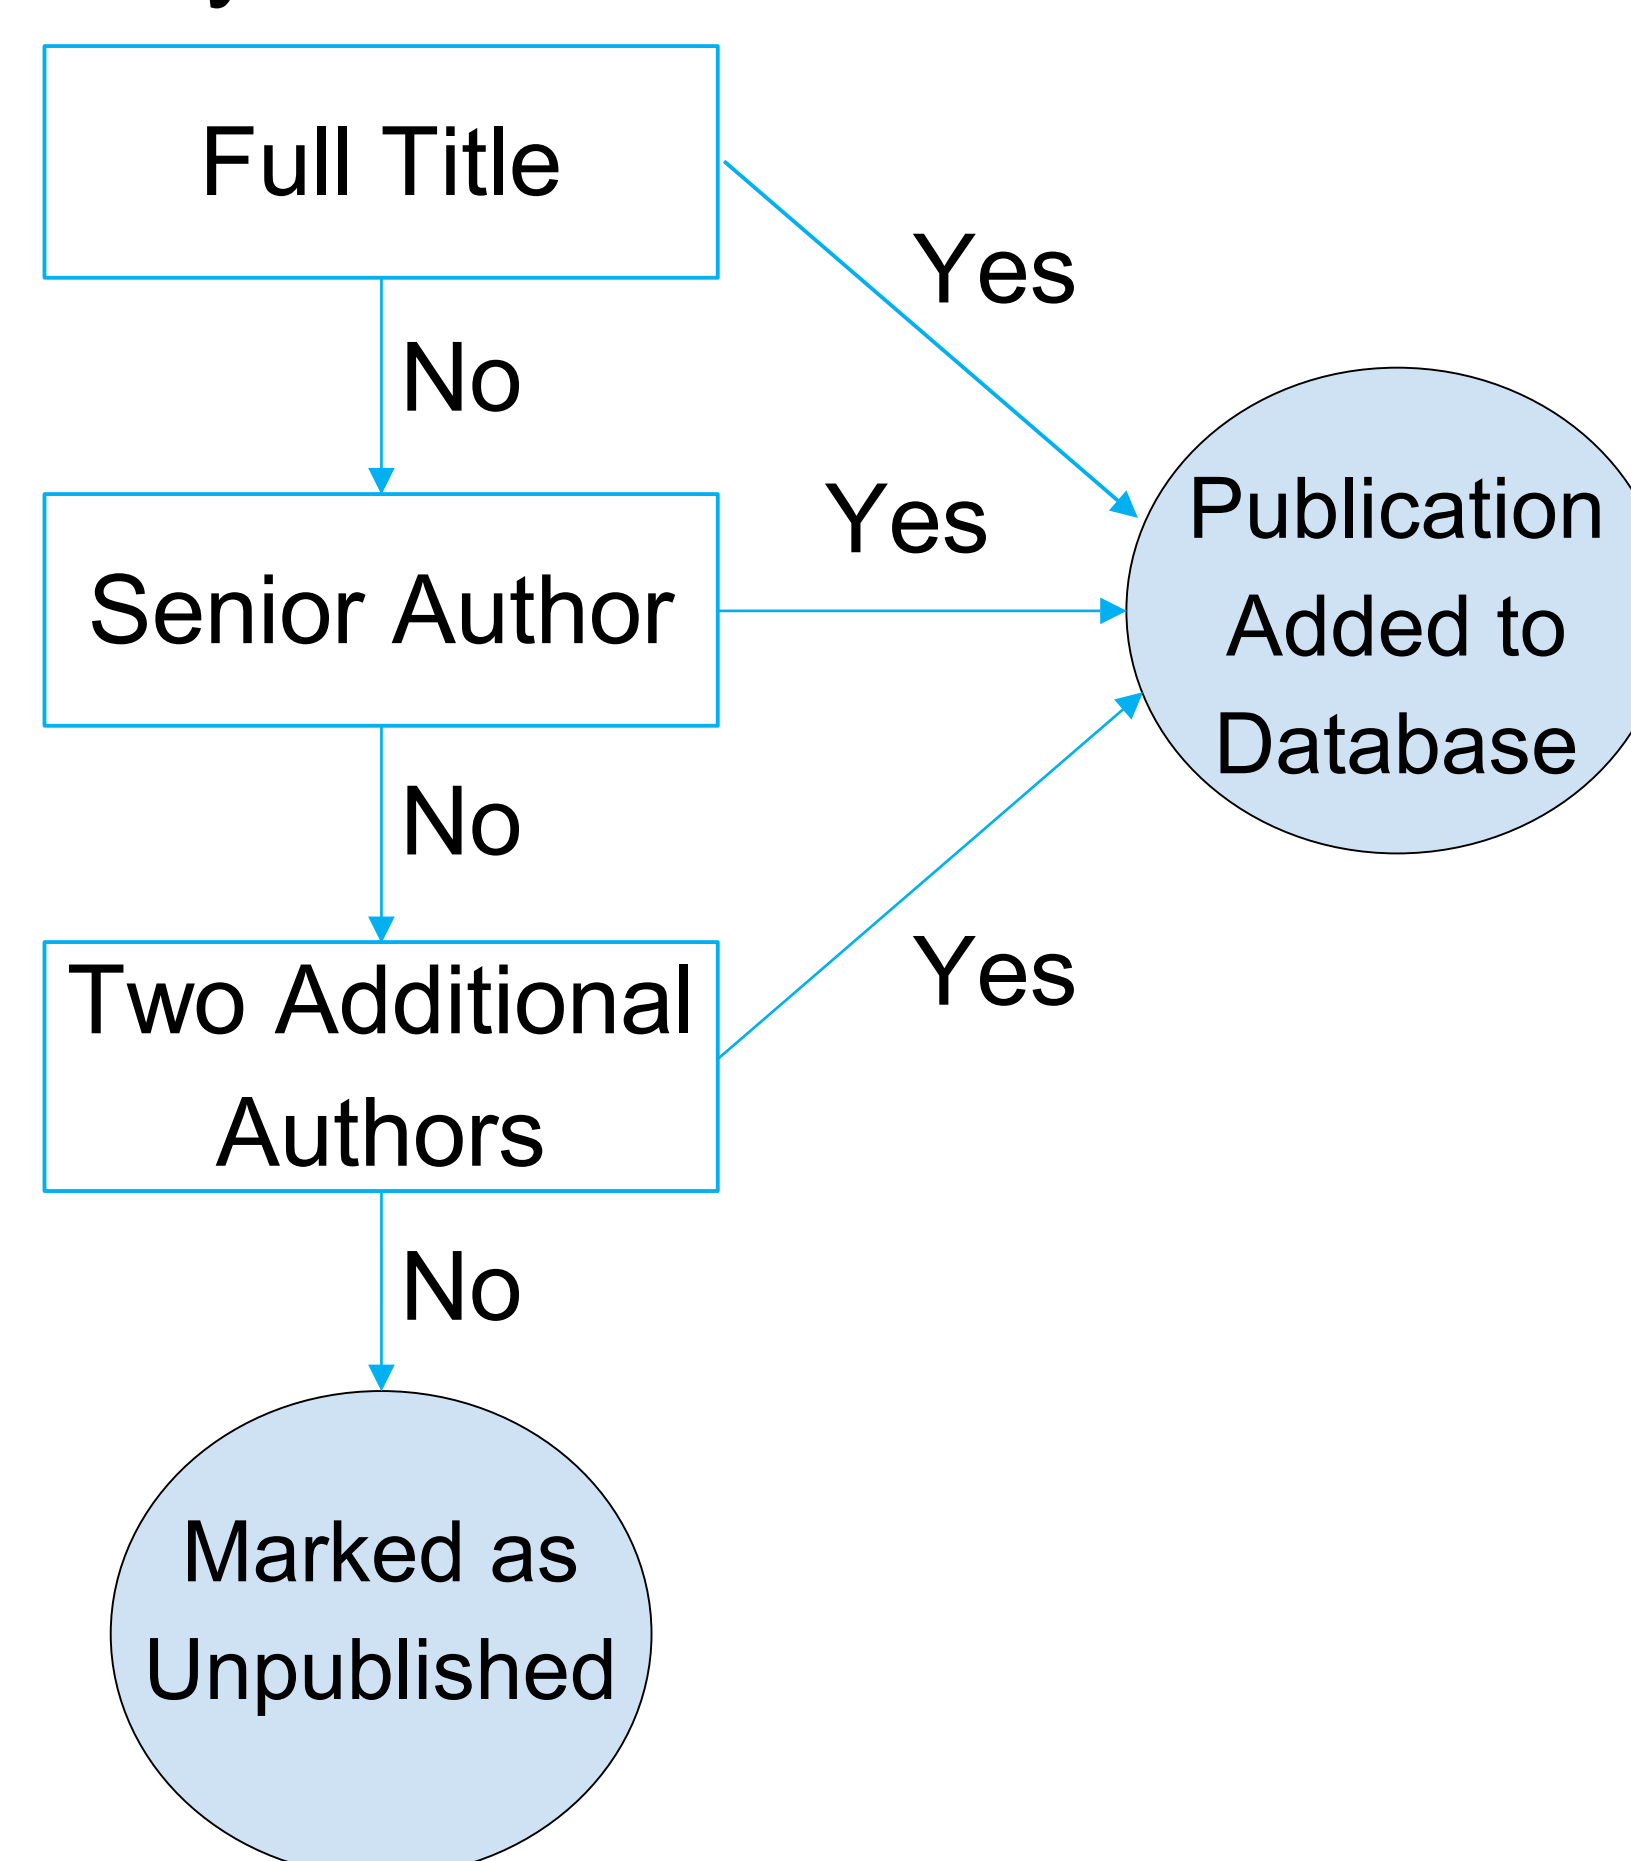 Full Title
Yes
No
Senior Author
Yes
Publication
Added to
Database
No
Two Additional
Authors
Yes
No
Marked as
Unpublished